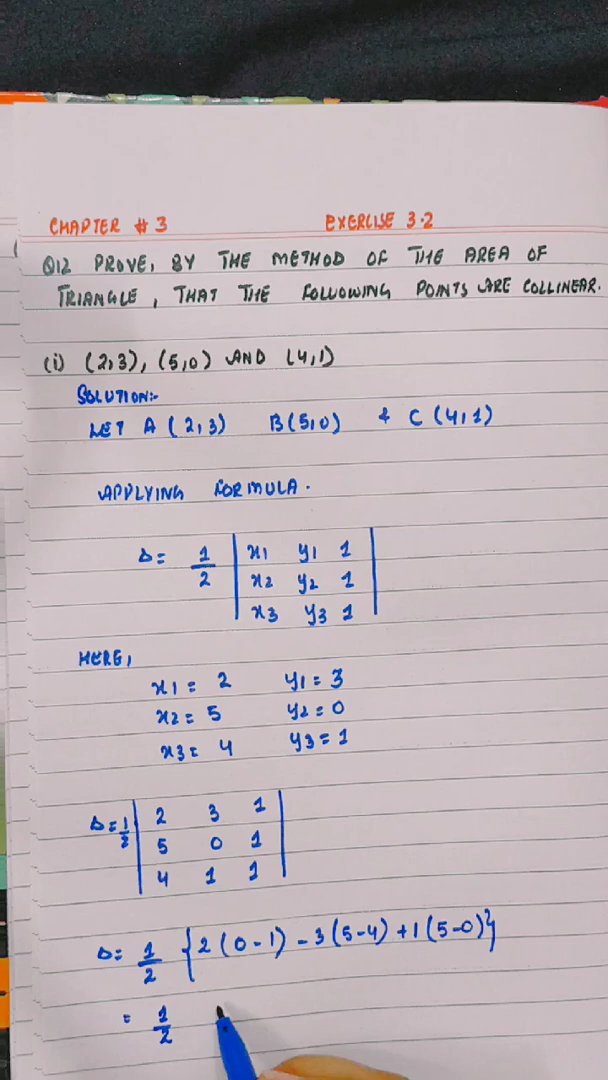 CHAPTER # 3 EXERCISE 3.2
Q12 PROVE, BY THE METHOD OF THE AREA OF
TRIANGLE, THAT THE FOLLOWING POINTS ARE COLLINEAR.
(i) (2,3), (5,0) AND (4,1)
SOLUTION:-
LET A (2,3) B(5,0) & C (4,1)
APPLYING FORMULA.
Δ= 1/2 | x1 y1 1 |
| x2 y2 1 |
| x3 y3 1 |
HERE,
x1 = 2 y1 = 3
x2 = 5 y2 = 0
x3 = 4 y3 = 1
Δ= 1/2 | 2 3 1 |
| 5 0 1 |
| 4 1 1 |
Δ= 1/2 {2(0-1) - 3(5-4) + 1(5-0)}
= 1/2